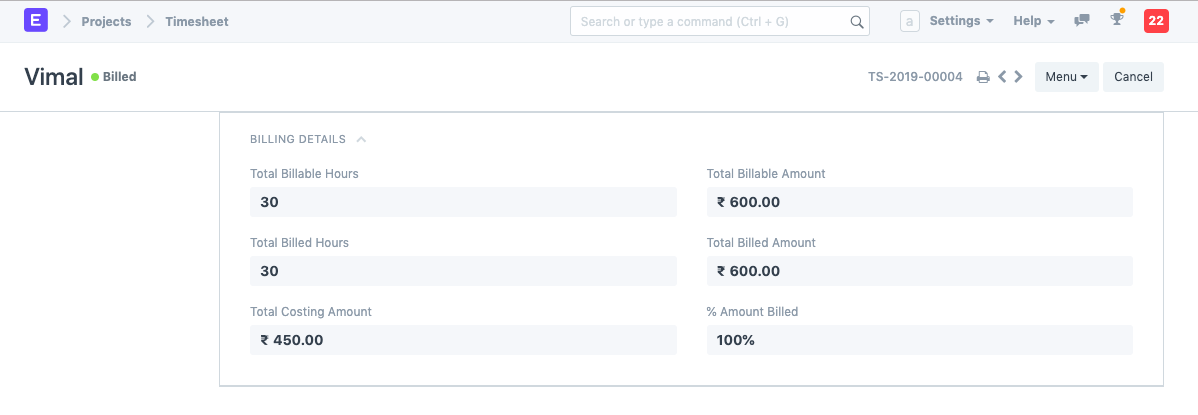 E Projects Timesheet Search or type a command (Ctrl + G) a Settings Help 22
Vimal Billed TS-2019-00004 Menu Cancel
BILLING DETAILS
Total Billable Hours Total Billable Amount
30 ₹ 600.00
Total Billed Hours Total Billed Amount
30 ₹ 600.00
Total Costing Amount % Amount Billed
₹ 450.00 100%